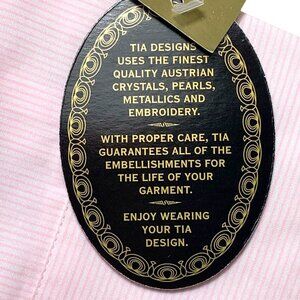 TIA DESIGNS
USES THE FINEST
QUALITY AUSTRIAN
CRYSTALS, PEARLS,
METALLICS AND
EMBROIDERY.
WITH PROPER CARE, TIA
GUARANTEES ALL OF THE
EMBELLISHMENTS FOR
THE LIFE OF YOUR
GARMENT.
ENJOY WEARING
YOUR TIA
DESIGN.